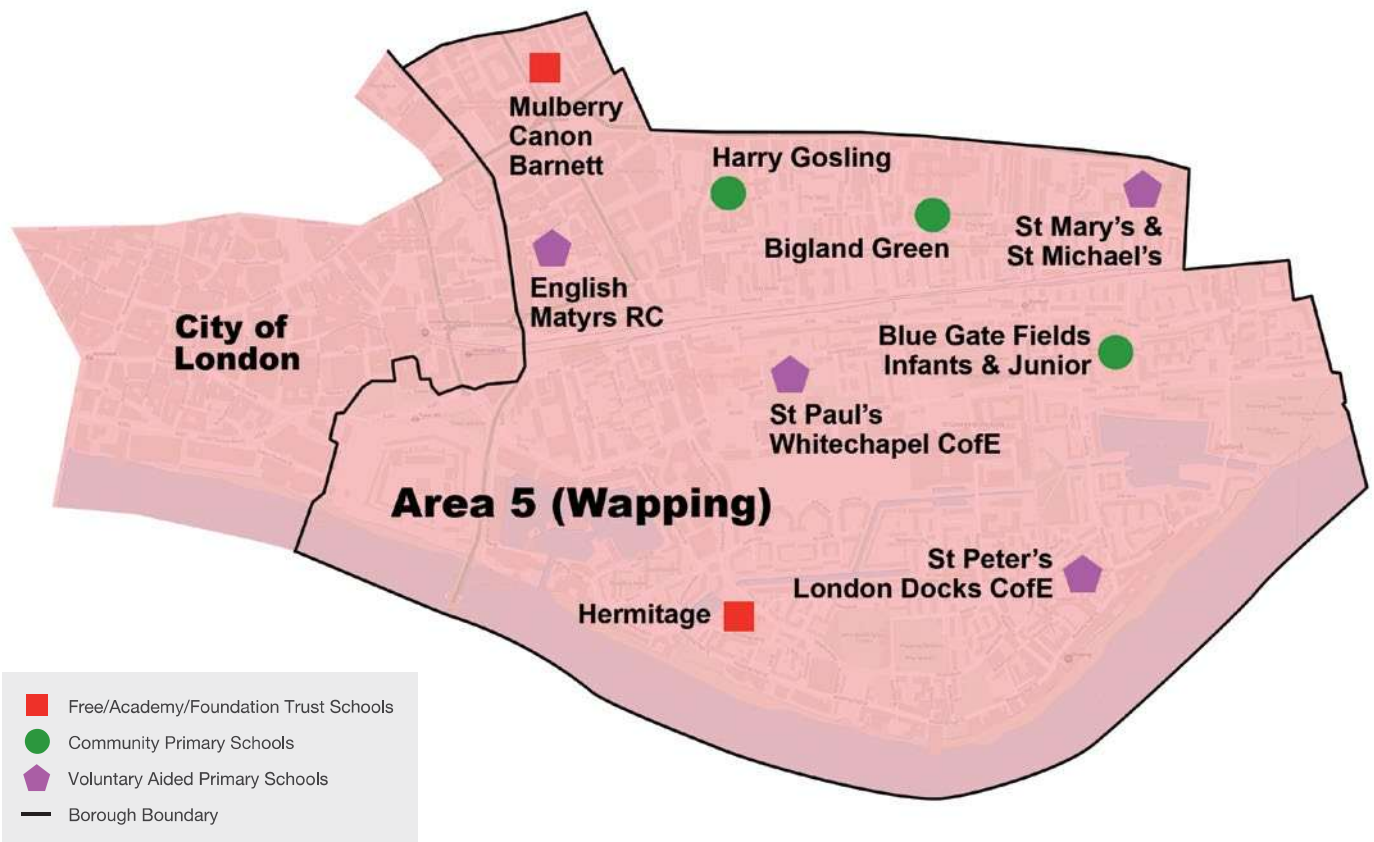 Mulberry
Canon
Barnett
Harry Gosling
Bigland Green
St Mary's &
St Michael's
English
Matyrs RC
City of
London
Blue Gate Fields
Infants & Junior
St Paul's
Whitechapel CofE
Area 5 (Wapping)
St Peter's
London Docks CofE
Hermitage
Free/Academy/Foundation Trust Schools
Community Primary Schools
Voluntary Aided Primary Schools
Borough Boundary